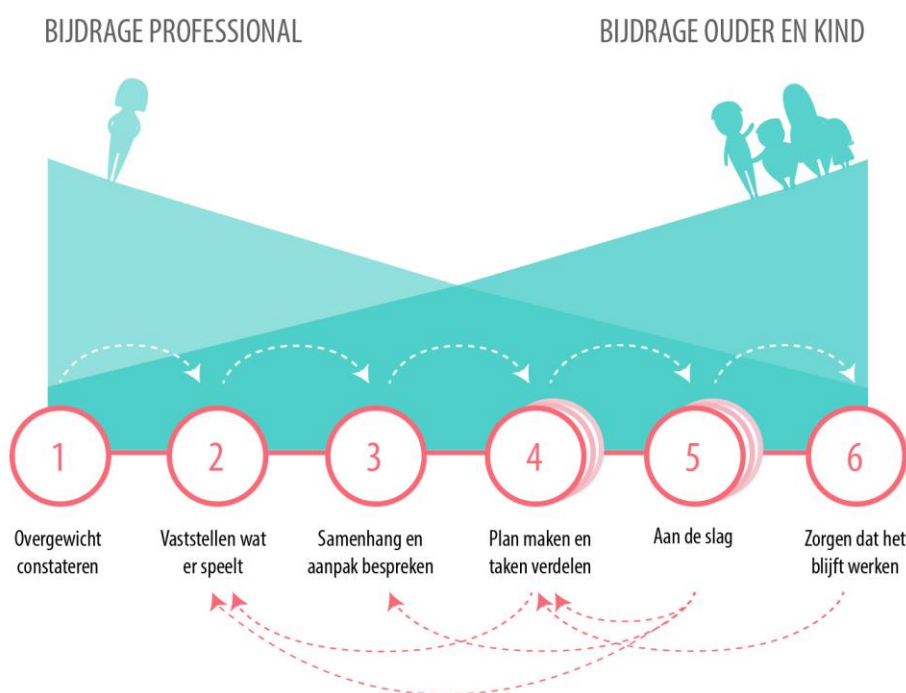 BIJDRAGE PROFESSIONAL
BIJDRAGE OUDER EN KIND
1
2
3
4
5
6
Overgewicht
constateren
Vaststellen wat
er speelt
Samenhang en
aanpak bespreken
Plan maken en
taken verdelen
Aan de slag
Zorgen dat het
blijft werken